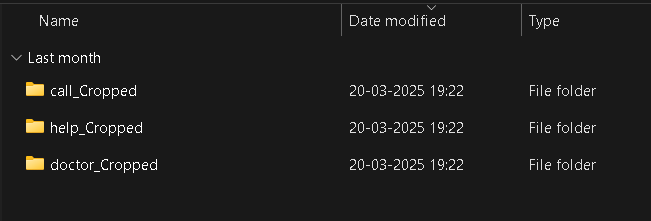 Name Date modified Type
Last month
call_Cropped 20-03-2025 19:22 File folder
help_Cropped 20-03-2025 19:22 File folder
doctor_Cropped 20-03-2025 19:22 File folder